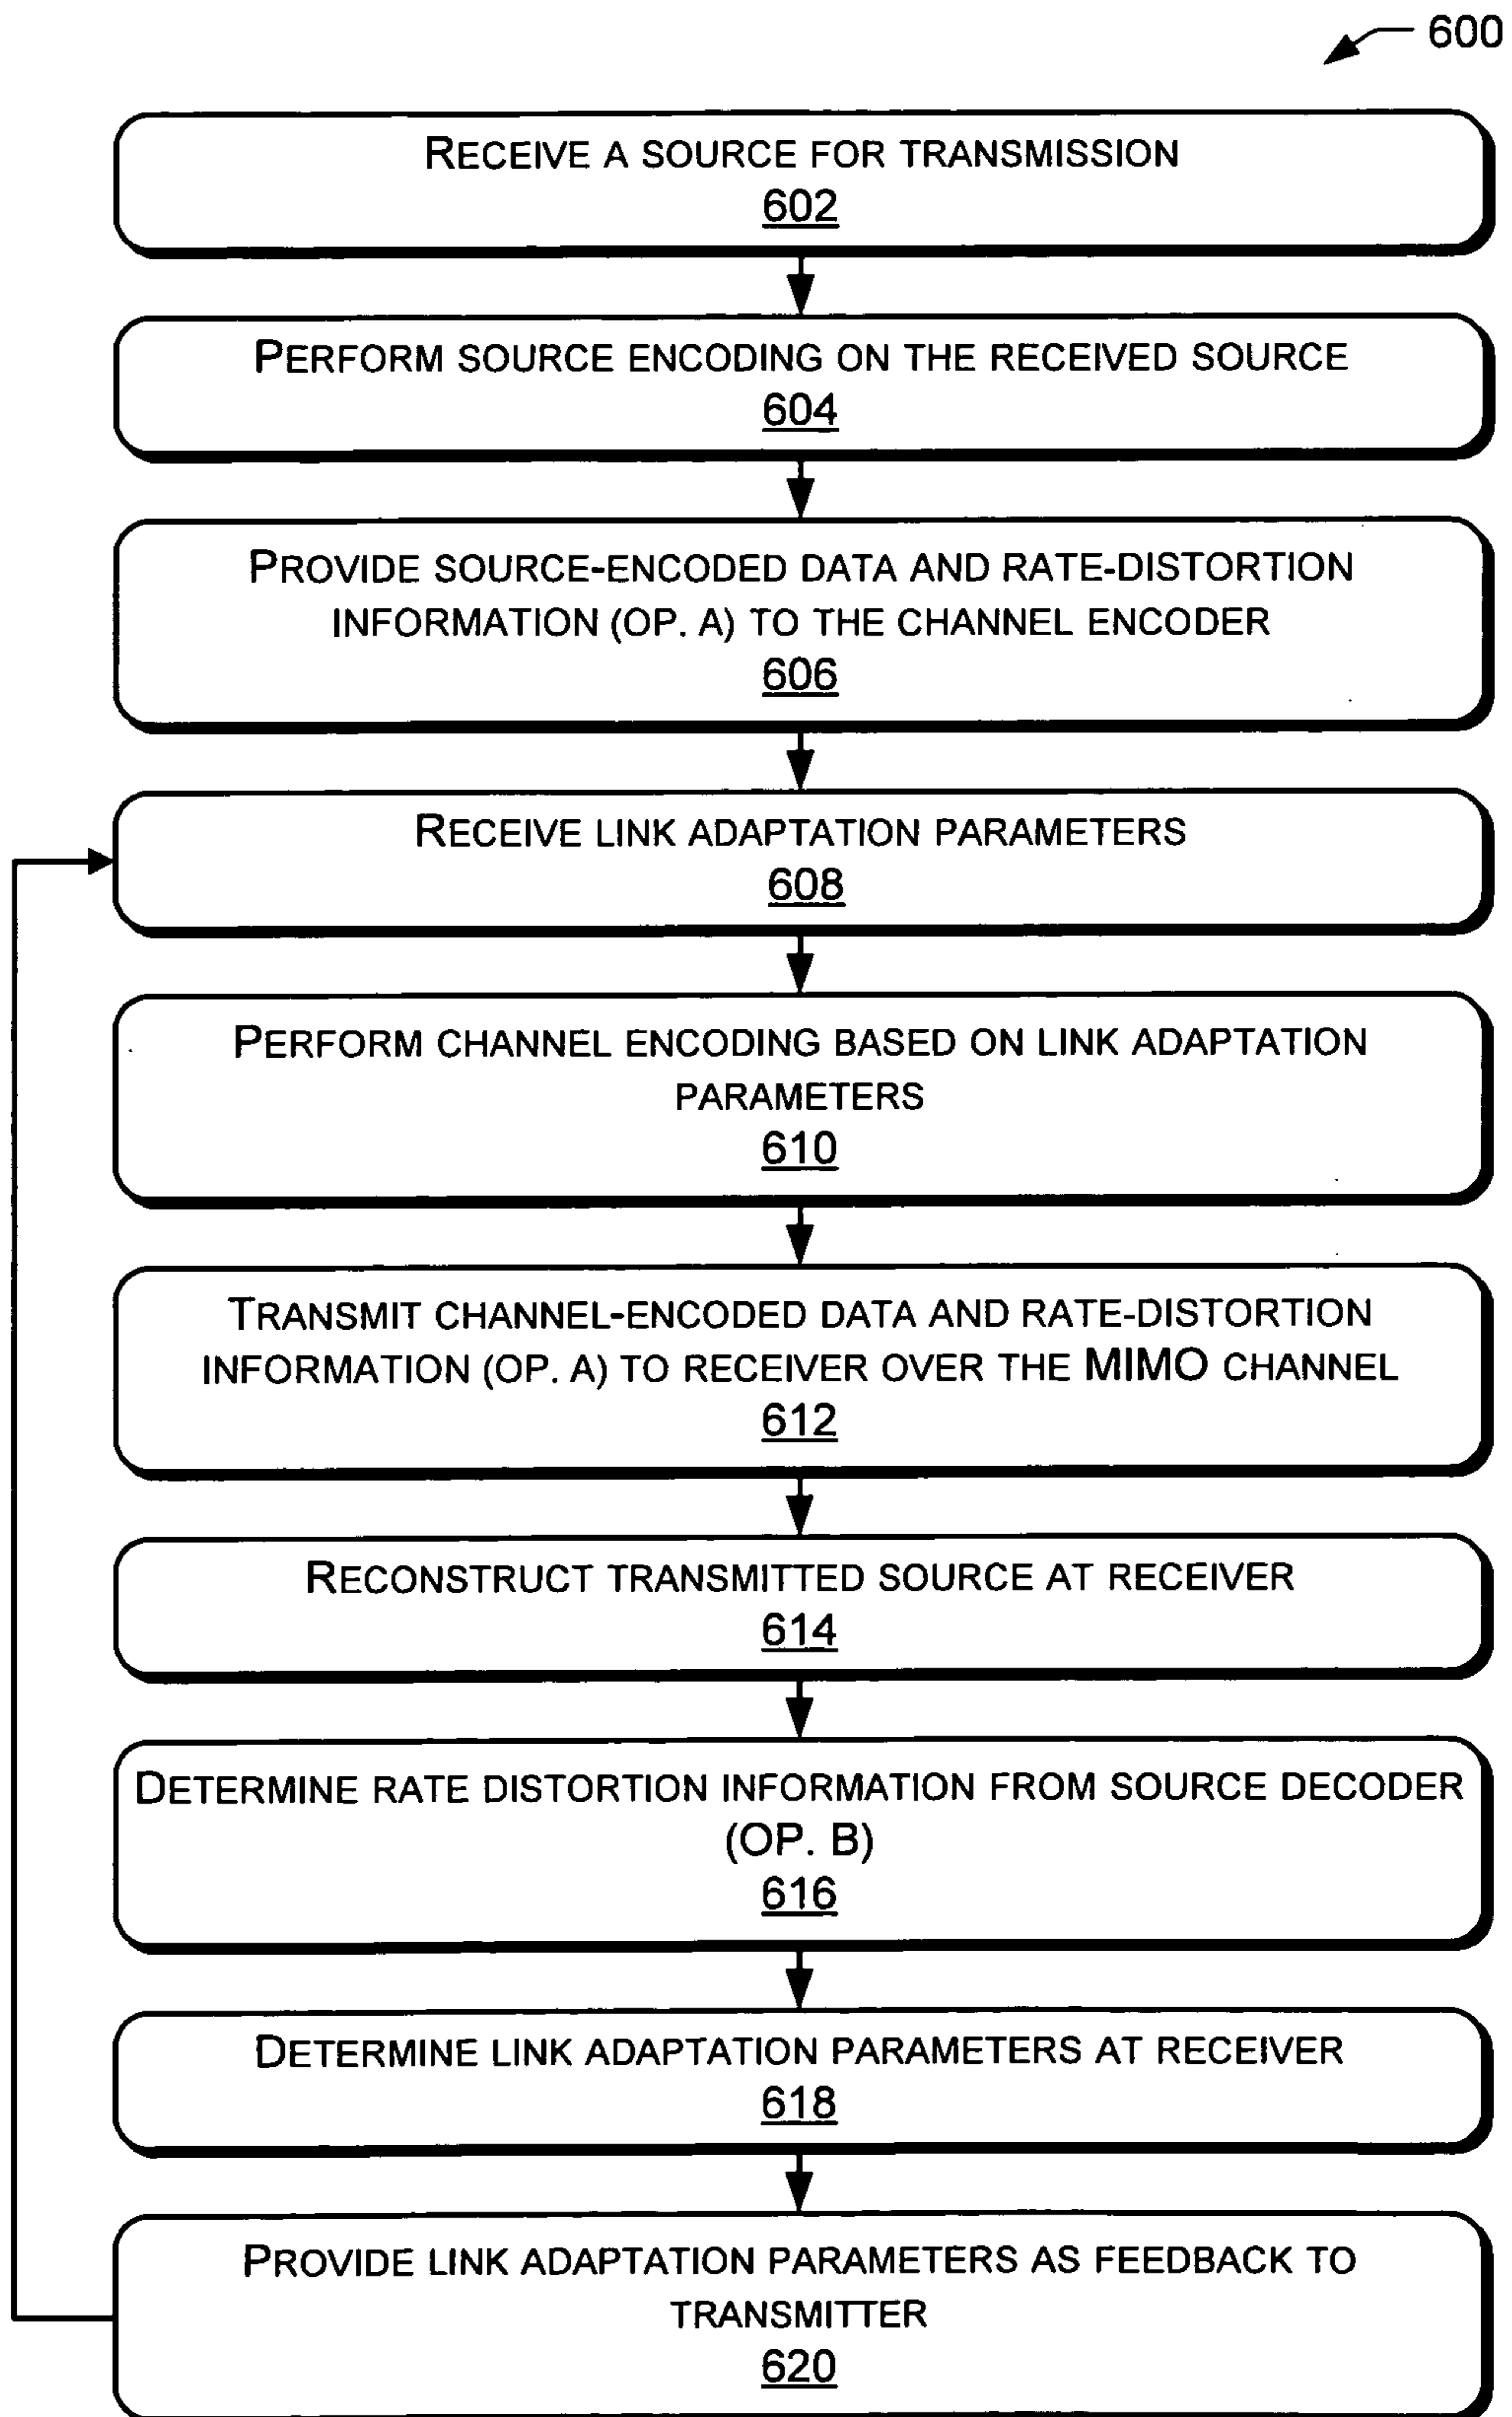 600
RECEIVE A SOURCE FOR TRANSMISSION
602
PERFORM SOURCE ENCODING ON THE RECEIVED SOURCE
604
PROVIDE SOURCE-ENCODED DATA AND RATE-DISTORTION
INFORMATION (OP. A) TO THE CHANNEL ENCODER
606
RECEIVE LINK ADAPTATION PARAMETERS
608
PERFORM CHANNEL ENCODING BASED ON LINK ADAPTATION
PARAMETERS
610
TRANSMIT CHANNEL-ENCODED DATA AND RATE-DISTORTION
INFORMATION (OP. A) TO RECEIVER OVER THE MIMO CHANNEL
612
RECONSTRUCT TRANSMITTED SOURCE AT RECEIVER
614
DETERMINE RATE DISTORTION INFORMATION FROM SOURCE DECODER
(OP. B)
616
DETERMINE LINK ADAPTATION PARAMETERS AT RECEIVER
618
PROVIDE LINK ADAPTATION PARAMETERS AS FEEDBACK TO
TRANSMITTER
620